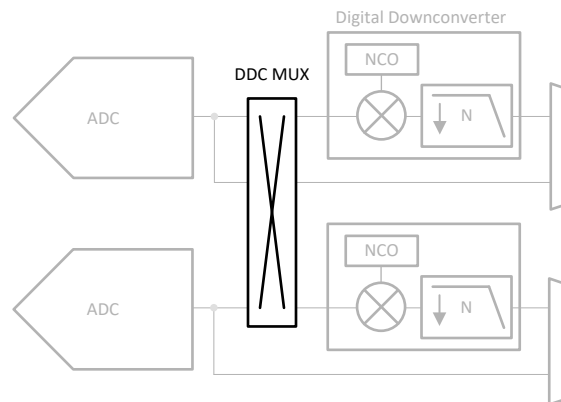 Digital Downconverter
NCO
DDC MUX
ADC
N
NCO
ADC
N